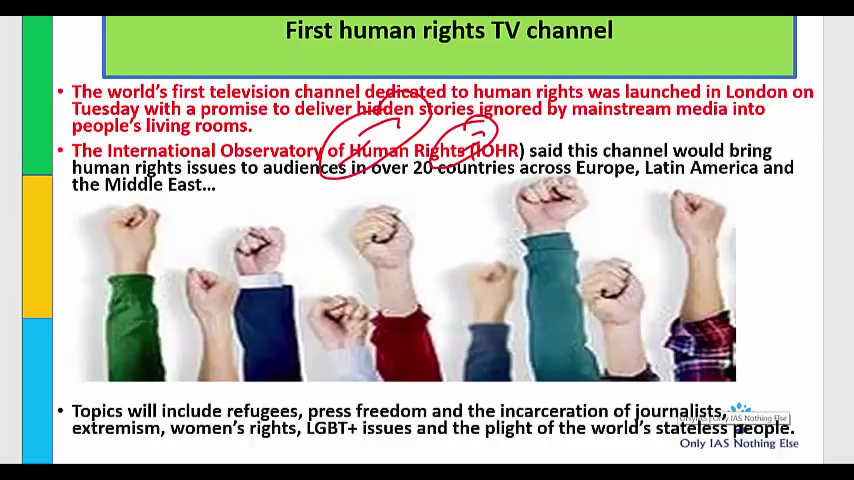 First human rights TV channel
• The world's first television channel dedicated to human rights was launched in London on
Tuesday with a promise to deliver hidden stories ignored by mainstream media into
people's living rooms.
• The International Observatory of Human Rights (IOHR) said this channel would bring
human rights issues to audiences in over 20 countries across Europe, Latin America and
the Middle East...
• Topics will include refugees, press freedom and the incarceration of journalists,
extremism, women's rights, LGBT+ issues and the plight of the world's stateless people.
Only IAS Nothing Else